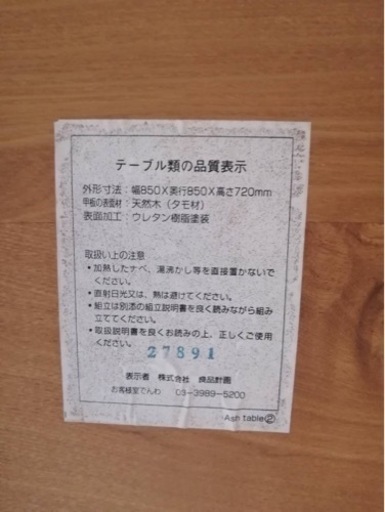 テーブル類の品質表示
外形寸法：幅850X奥行850X高さ720mm
甲板の表面材：天然木（タモ材）
表面加工：ウレタン樹脂塗装
取扱い上の注意
・加熱したナベ、湯沸かし等を直接置かないで
ください。
・直射日光又は、熱は避けてください。
・組立は別添の組立説明書を良く読みながら組み
立ててください。
・取扱説明書を良くお読みの上、正しくご使用
ください。
27891
表示者 株式会社 良品計画
お客様室でんわ 03-3989-5200
Ash table②